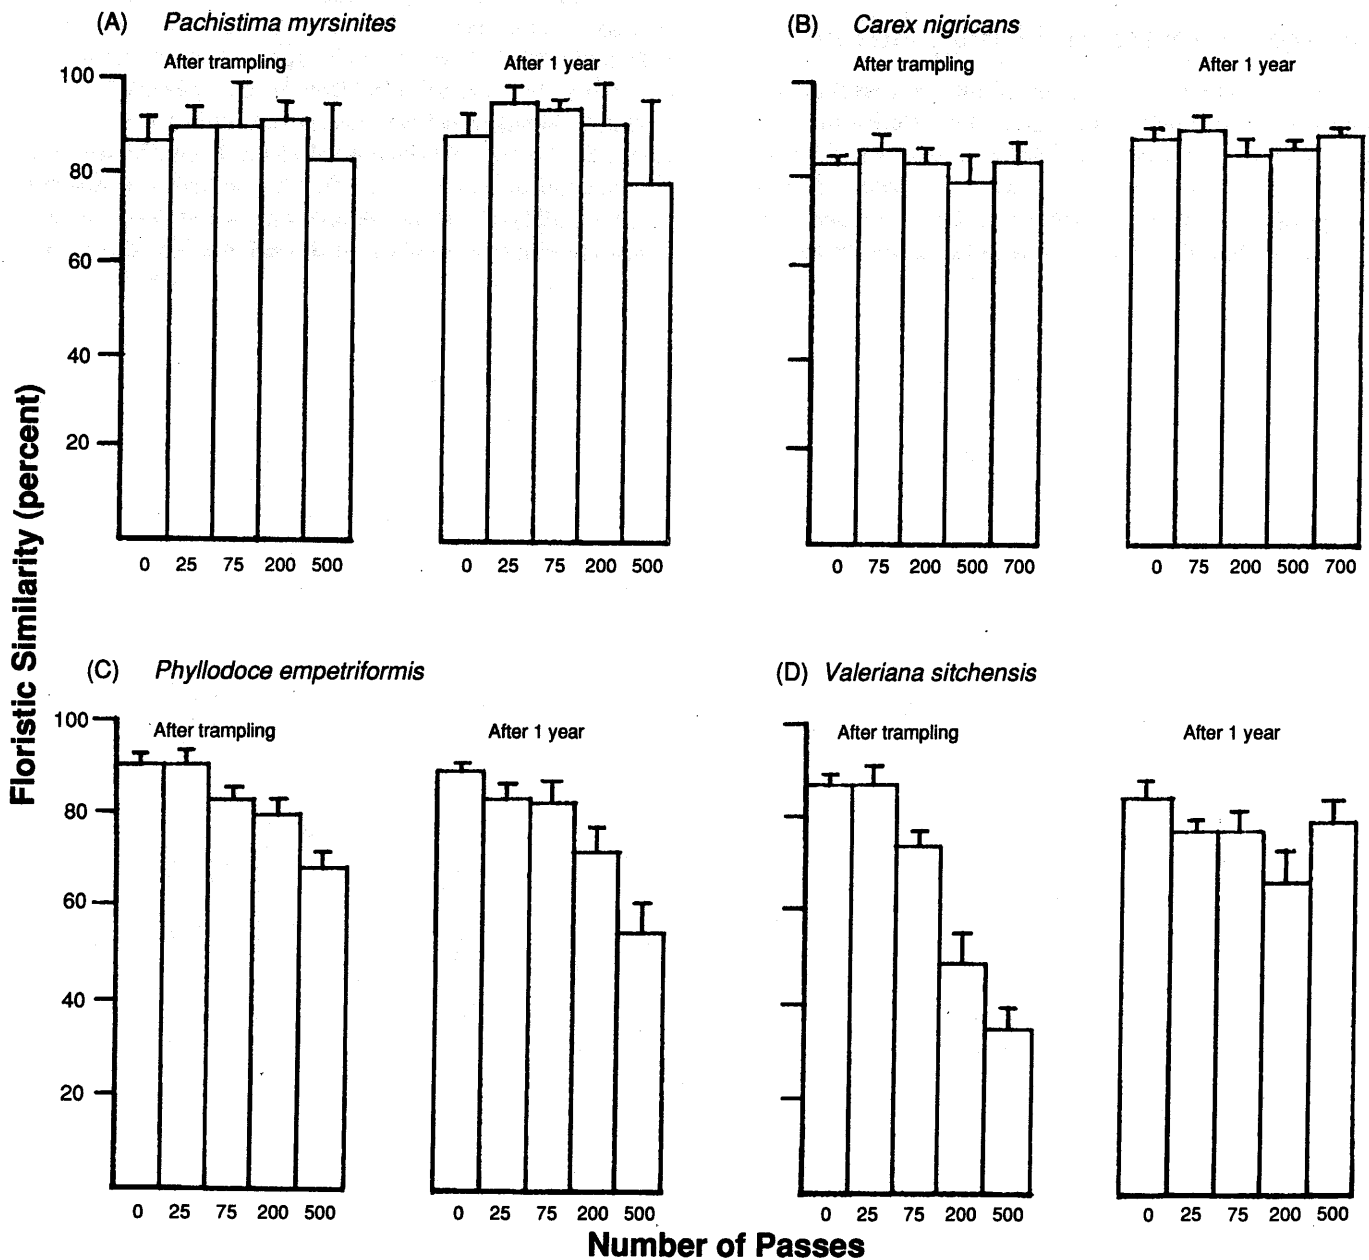 (A) Pachistima myrsinites
(B) Carex nigricans
After trampling
After 1 year
After trampling
After 1 year
100
80
60
40
20
0 25 75 200 500
0 25 75 200 500
0 75 200 500 700
0 75 200 500 700
Floristic Similarity (percent)
(C) Phyllodoce empetriformis
(D) Valeriana sitchensis
After trampling
After 1 year
After trampling
After 1 year
100
80
60
40
20
0 25 75 200 500
0 25 75 200 500
0 25 75 200 500
0 25 75 200 500
Number of Passes